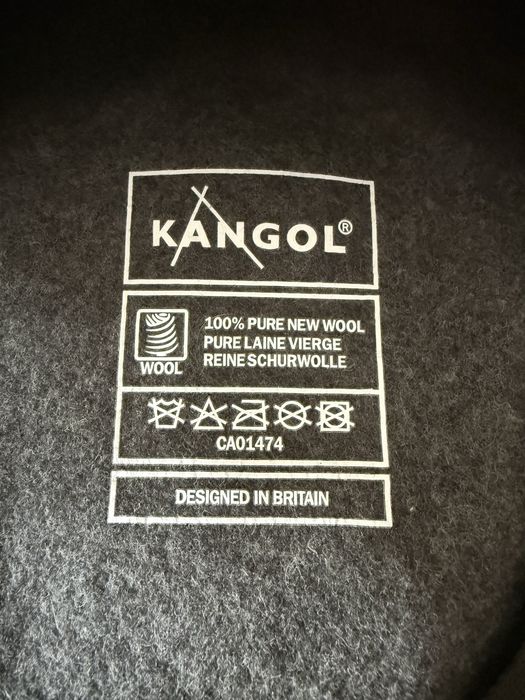 KANGOL®
100% PURE NEW WOOL
PURE LAINE VIERGE
REINE SCHURWOLLE
WOOL
CA01474
DESIGNED IN BRITAIN